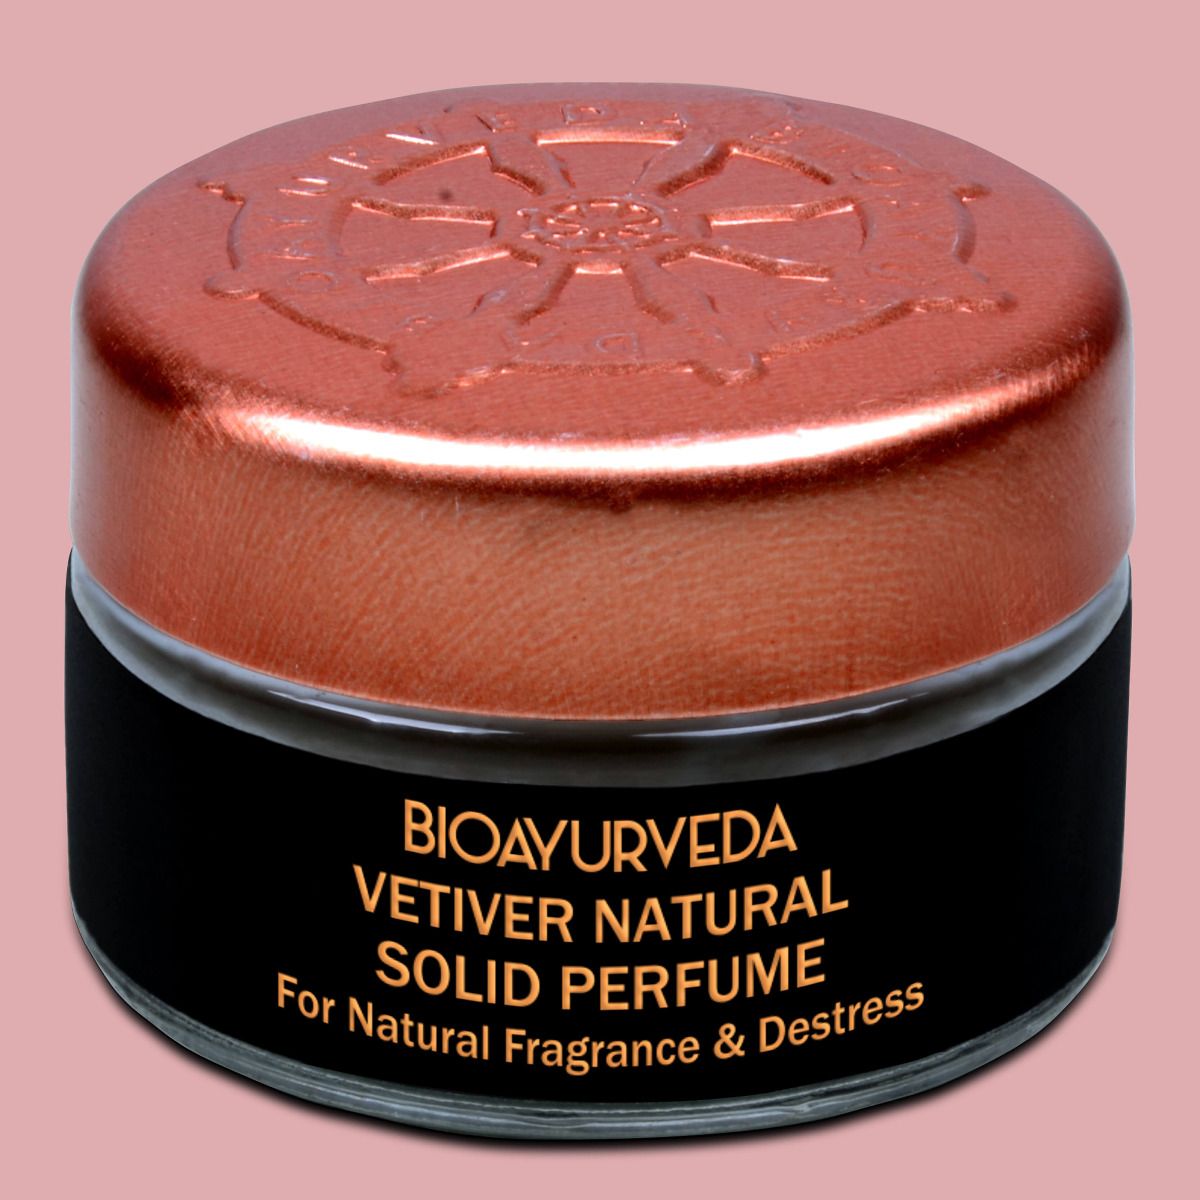 BIOAYURVEDA
VETIVER NATURAL
SOLID PERFUME
For Natural Fragrance & Destress